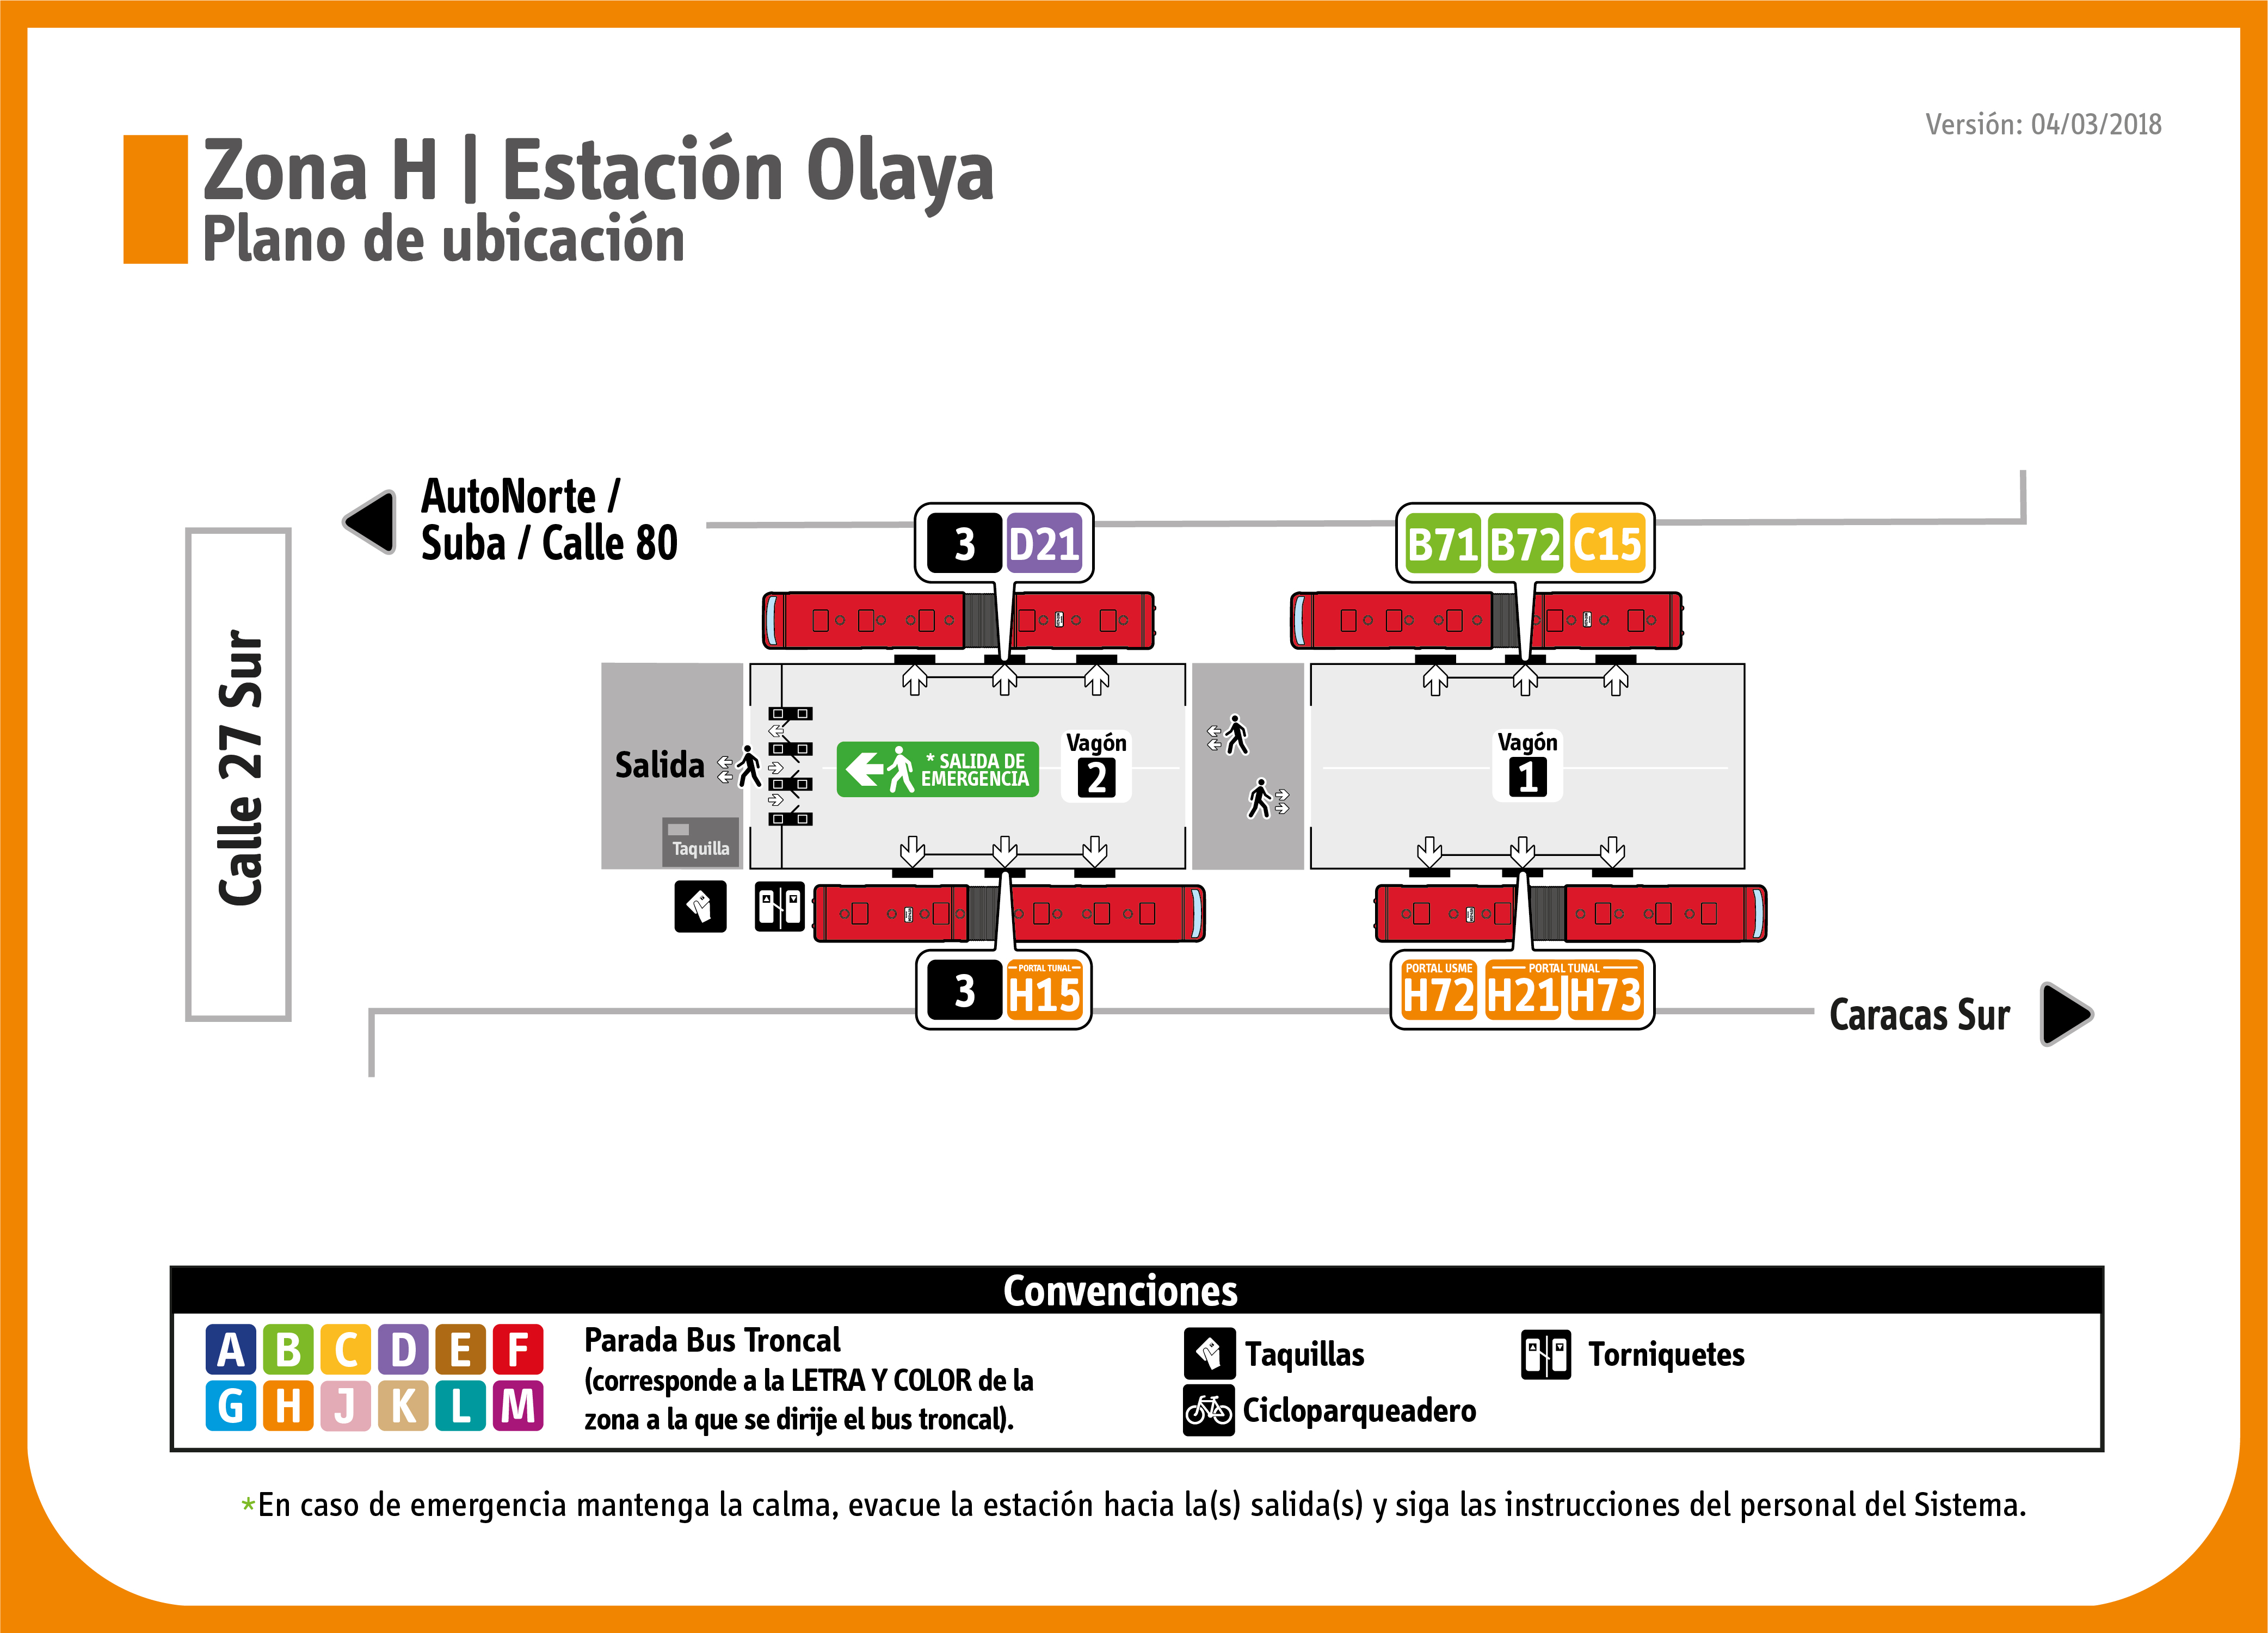 Versión: 04/03/2018
Zona H | Estación Olaya
Plano de ubicación
AutoNorte /
Suba / Calle 80
3 D21
B71 B72 C15
Calle 27 Sur
Salida
* SALIDA DE
EMERGENCIA
Vagón
2
Vagón
1
Taquilla
3
PORTAL TUNAL
H15
PORTAL USME
H72
PORTAL TUNAL
H21 H73
Caracas Sur
Convenciones
A B C D E F
G H J K L M
Parada Bus Troncal
(corresponde a la LETRA Y COLOR de la
zona a la que se dirije el bus troncal).
Taquillas
Torniquetes
Cicloparqueadero
*En caso de emergencia mantenga la calma, evacue la estación hacia la(s) salida(s) y siga las instrucciones del personal del Sistema.